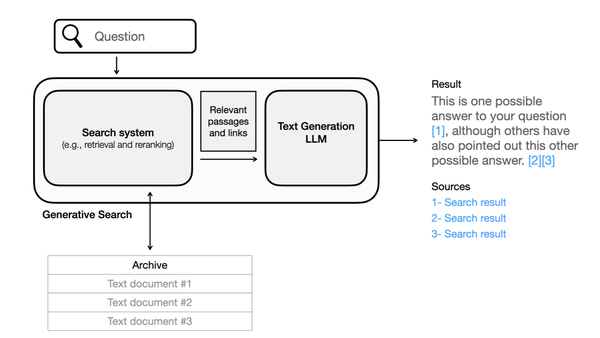 Question
Search system
(e.g., retrieval and reranking)
Relevant
passages
and links
Text Generation
LLM
Generative Search
Archive
Text document #1
Text document #2
Text document #3
Result
This is one possible
answer to your question
[1], although others have
also pointed out this other
possible answer. [2][3]
Sources
1- Search result
2- Search result
3- Search result